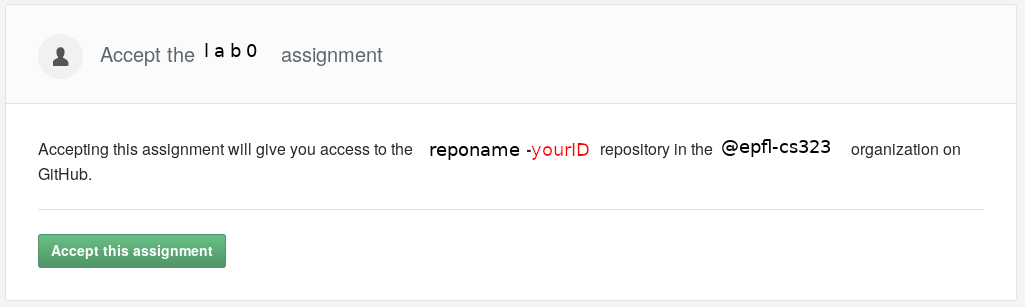 Accept the lab0 assignment
Accepting this assignment will give you access to the reponame -yourID repository in the @epfl-cs323 organization on
GitHub.
Accept this assignment